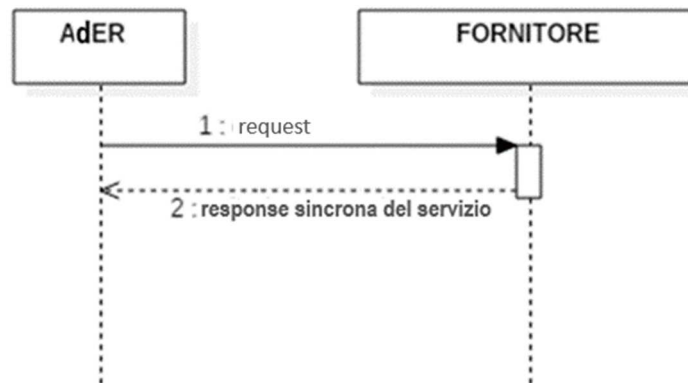 AdER
FORNITORE
1 : request
2 : response sincrona del servizio